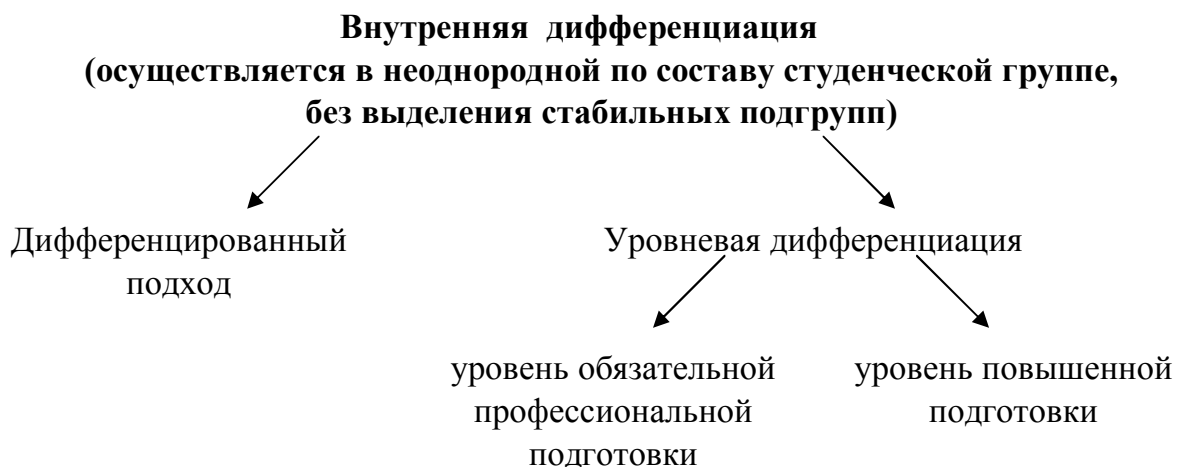 Внутренняя дифференциация
(осуществляется в неоднородной по составу студенческой группе,
без выделения стабильных подгрупп)
Дифференцированный
подход
Уровневая дифференциация
уровень обязательной
профессиональной
подготовки
уровень повышенной
подготовки